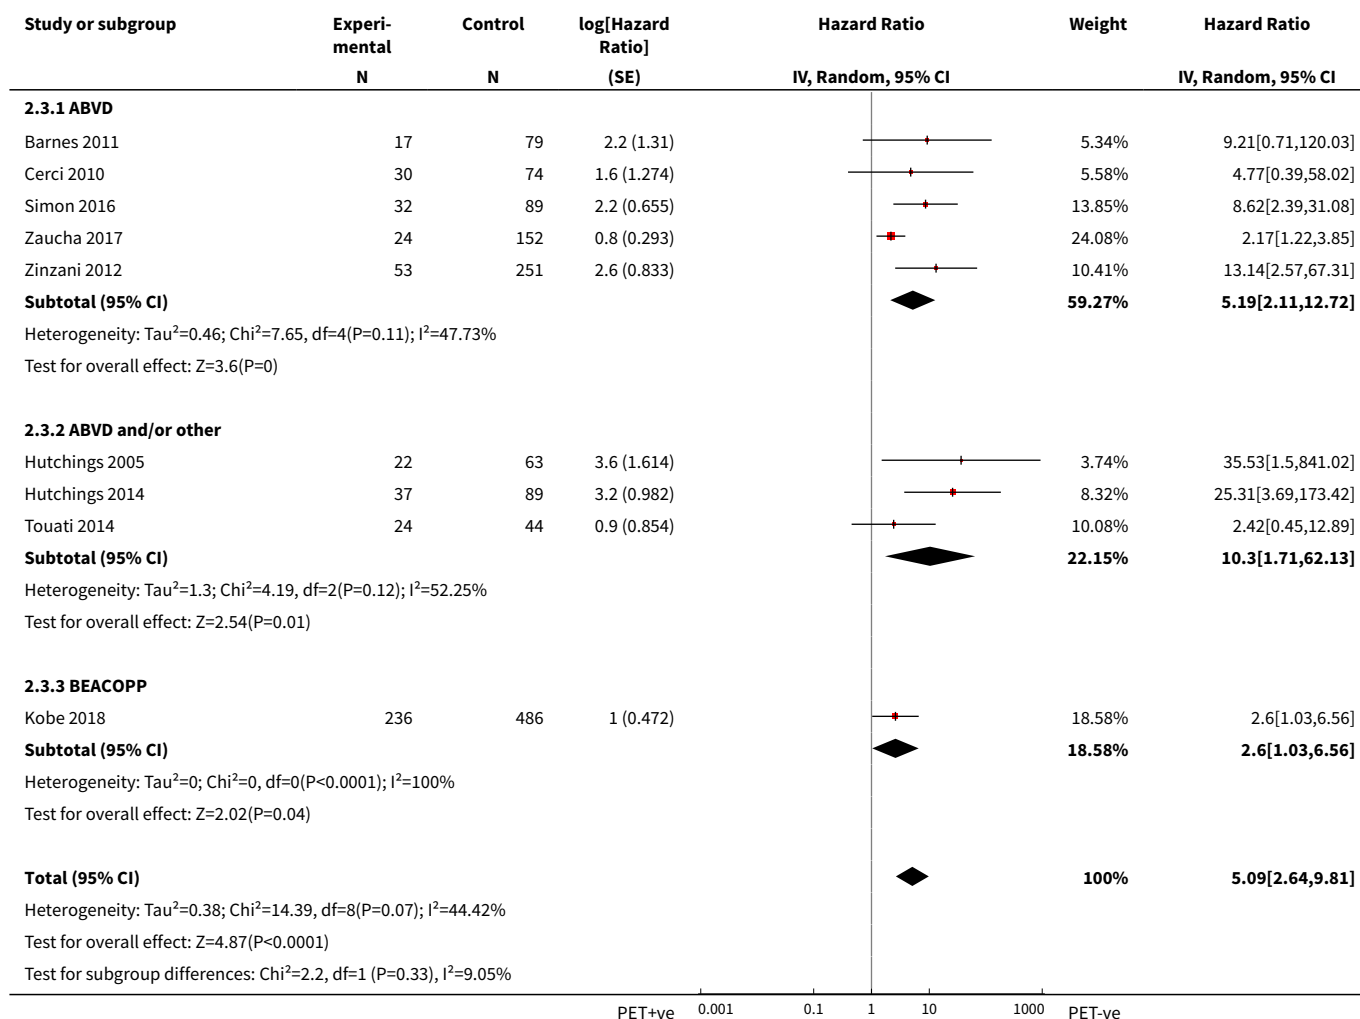 Study or subgroup Experi- Control log[Hazard Hazard Ratio Weight Hazard Ratio
mental Ratio]
N N (SE) IV, Random, 95% CI IV, Random, 95% CI
2.3.1 ABVD
Barnes 2011 17 79 2.2 (1.31) 5.34% 9.21[0.71,120.03]
Cerci 2010 30 74 1.6 (1.274) 5.58% 4.77[0.39,58.02]
Simon 2016 32 89 2.2 (0.655) 13.85% 8.62[2.39,31.08]
Zaucha 2017 24 152 0.8 (0.293) 24.08% 2.17[1.22,3.85]
Zinzani 2012 53 251 2.6 (0.833) 10.41% 13.14[2.57,67.31]
Subtotal (95% CI) 59.27% 5.19[2.11,12.72]
Heterogeneity: Tau²=0.46; Chi²=7.65, df=4(P=0.11); I²=47.73%
Test for overall effect: Z=3.6(P=0)
2.3.2 ABVD and/or other
Hutchings 2005 22 63 3.6 (1.614) 3.74% 35.53[1.5,841.02]
Hutchings 2014 37 89 3.2 (0.982) 8.32% 25.31[3.69,173.42]
Touati 2014 24 44 0.9 (0.854) 10.08% 2.42[0.45,12.89]
Subtotal (95% CI) 22.15% 10.3[1.71,62.13]
Heterogeneity: Tau²=1.3; Chi²=4.19, df=2(P=0.12); I²=52.25%
Test for overall effect: Z=2.54(P=0.01)
2.3.3 BEACOPP
Kobe 2018 236 486 1 (0.472) 18.58% 2.6[1.03,6.56]
Subtotal (95% CI) 18.58% 2.6[1.03,6.56]
Heterogeneity: Tau²=0; Chi²=0, df=0(P<0.0001); I²=100%
Test for overall effect: Z=2.02(P=0.04)
Total (95% CI) 100% 5.09[2.64,9.81]
Heterogeneity: Tau²=0.38; Chi²=14.39, df=8(P=0.07); I²=44.42%
Test for overall effect: Z=4.87(P<0.0001)
Test for subgroup differences: Chi²=2.2, df=1 (P=0.33), I²=9.05%
PET+ve 0.001 0.1 1 10 1000 PET-ve